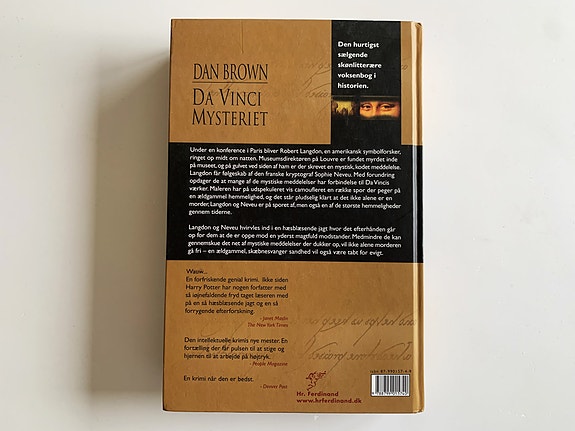 Den hurtigst
sælgende
skønlitterære
voksenbog i
historien.
DAN BROWN
DA VINCI
MYSTERIET
Under en konference i Paris bliver Robert Langdon, en amerikansk symbolforsker,
ringet op midt om natten. Museumsdirektøren på Louvre er fundet myrdet inde
på museet, og på gulvet ved siden af ham er der skrevet en mystisk, kodet meddelelse.
Langdon får følgeskab af den franske kryptograf Sophie Neveu. Med forundring
opdager de at mange af de mystiske meddelelser har forbindelse til Da Vincis
værker. Maleren har på udspekuleret vis camoufleret en række spor der peger på
en ældgammel hemmelighed, og det står pludselig klart at det ikke alene er en
morder, Langdon og Neveu er på sporet af, men også en af de største hemmeligheder
gennem tiderne.
Langdon og Neveu hvirvles ind i en hæsblæsende jagt hvor det efterhånden går
op for dem at de er oppe mod en yderst magtfuld modstander. Medmindre de kan
gennemskue det net af mystiske meddelelser der dukker op, vil ikke alene morderen
gå fri – en ældgammel, skæbnesvanger sandhed vil også være tabt for evigt.
Wauw...
En forfriskende genial krimi. Ikke siden
Harry Potter har nogen forfatter med
så iøjnefaldende fryd taget læseren med
på en så hæsblæsende jagt og en så
forrygende efterforskning.
- Janet Maslin
The New York Times
Den intellektuelle krimis nye mester. En
fortælling der får pulsen til at stige og
hjernen til at arbejde på højtryk.
- People Magazine
En krimi når den er bedst.
- Denver Post
Hr. Ferdinand
www.hrferdinand.dk